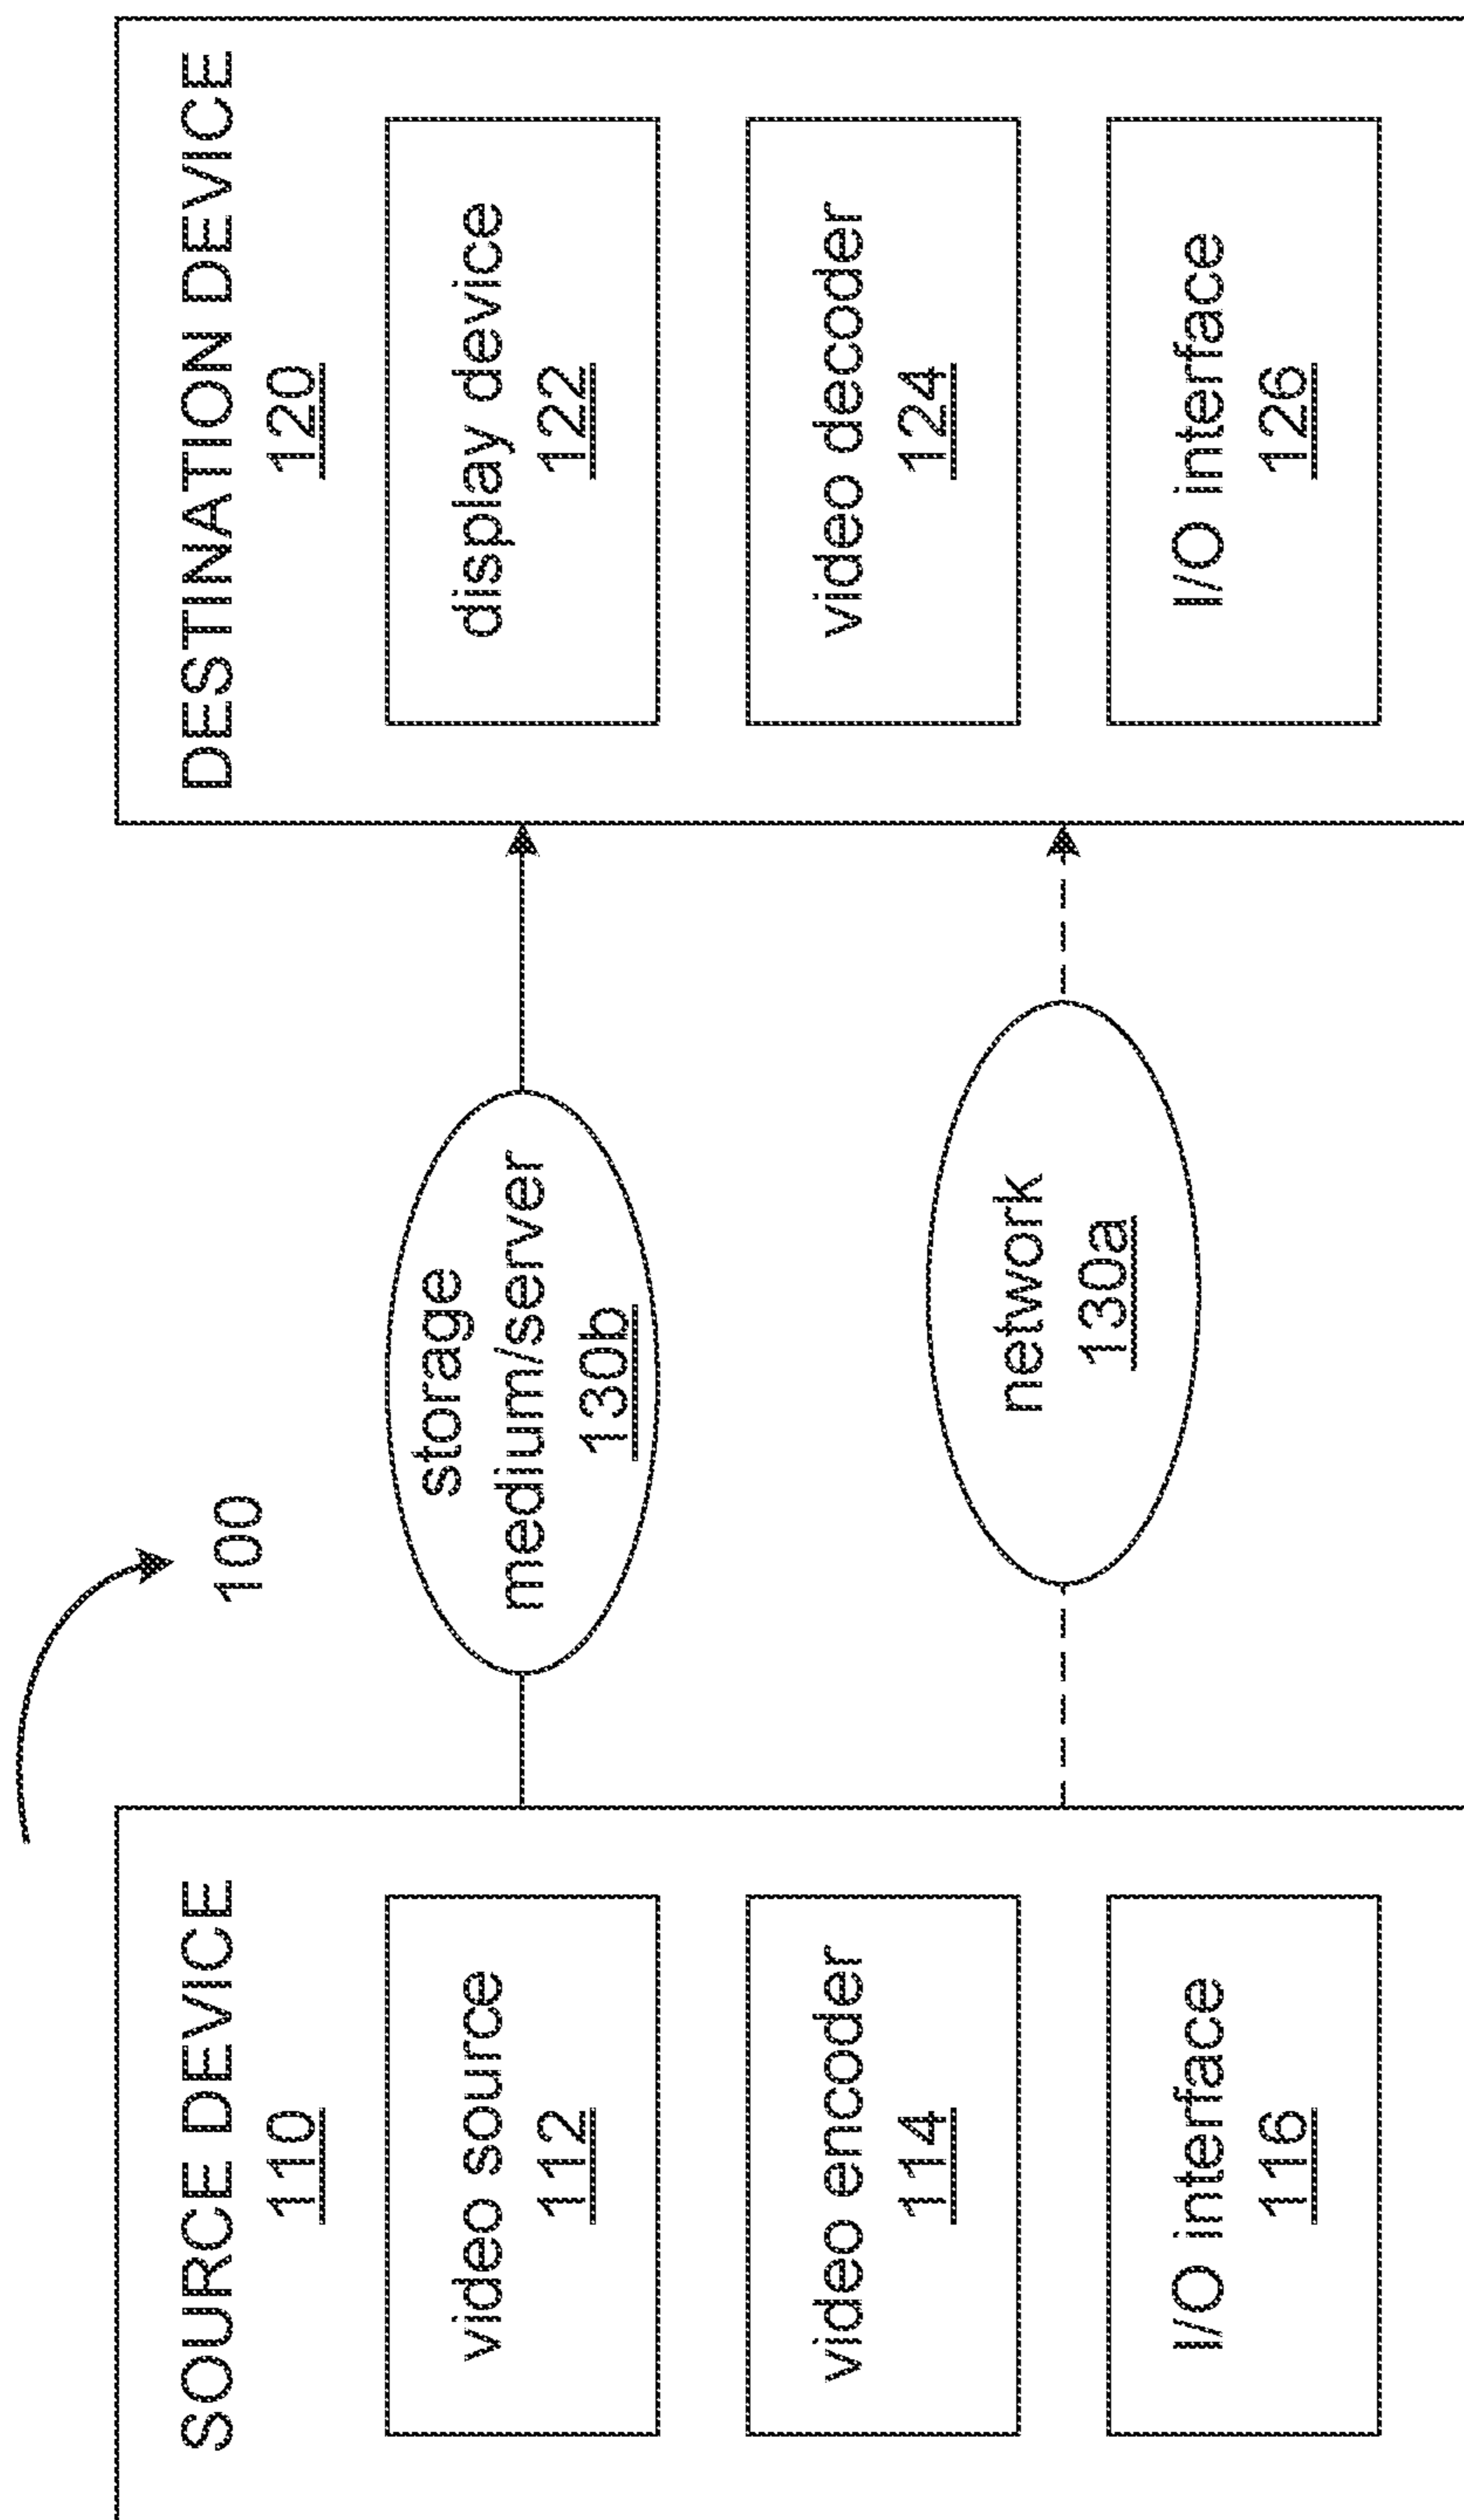 100
SOURCE DEVICE
110
video source
112
video encoder
114
I/O interface
116
storage
medium/server
130b
network
130a
DESTINATION DEVICE
120
display device
122
video decoder
124
I/O interface
126